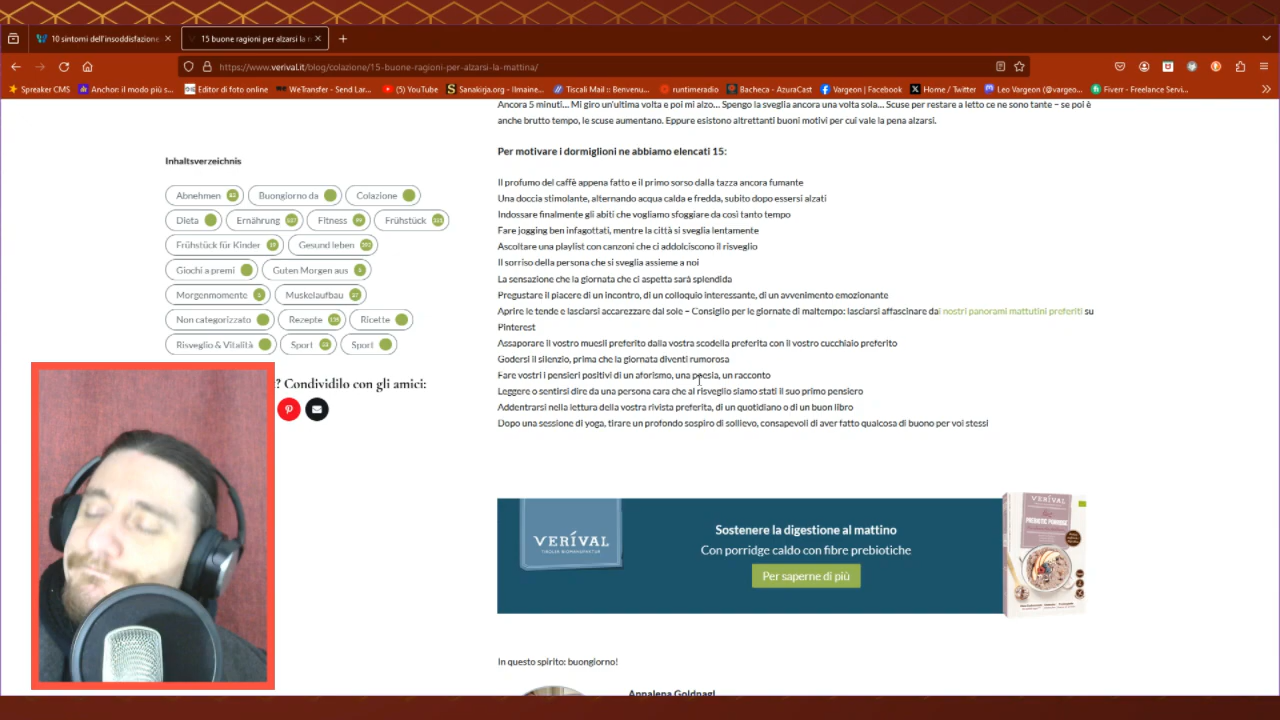 10 sintomi dell'insoddisfazione
15 buone ragioni per alzarsi la m
https://www.verival.it/blog/colazione/15-buone-ragioni-per-alzarsi-la-mattina/
Spreaker CMS
Anchor: il modo più s...
Editor di foto online
WeTransfer - Send Lar...
(5) YouTube
Sanakirja.org - Ilmaine...
Tiscali Mail :: Benvenu...
runtimeradio
Bacheca - AzuraCast
Vargeon | Facebook
Home / Twitter
Leo Vargeon (@vargeo...
Fiverr - Freelance Servi...
Ancora 5 minuti... Mi giro un'ultima volta e poi mi alzo... Spengo la sveglia ancora una volta sola... Scuse per restare a letto ce ne sono tante – se poi è
anche brutto tempo, le scuse aumentano. Eppure esistono altrettanti buoni motivi per cui vale la pena alzarsi.
Per motivare i dormiglioni ne abbiamo elencati 15:
Il profumo del caffè appena fatto e il primo sorso dalla tazza ancora fumante
Una doccia stimolante, alternando acqua calda e fredda, subito dopo essersi alzati
Indossare finalmente gli abiti che vogliamo sfoggiare da così tanto tempo
Fare jogging ben infagottati, mentre la città si sveglia lentamente
Ascoltare una playlist con canzoni che ci addolciscono il risveglio
Il sorriso della persona che si sveglia assieme a noi
La sensazione che la giornata che ci aspetta sarà splendida
Pregustare il piacere di un incontro, di un colloquio interessante, di un avvenimento emozionante
Aprire le tende e lasciarsi accarezzare dal sole – Consiglio per le giornate di maltempo: lasciarsi affascinare dai nostri panorami mattutini preferiti su
Pinterest
Assaporare il vostro muesli preferito dalla vostra scodella preferita con il vostro cucchiaio preferito
Godersi il silenzio, prima che la giornata diventi rumorosa
Fare vostri i pensieri positivi di un aforismo, una poesia, un racconto
Leggere o sentirsi dire da una persona cara che al risveglio siamo stati il suo primo pensiero
Addentrarsi nella lettura della vostra rivista preferita, di un quotidiano o di un buon libro
Dopo una sessione di yoga, tirare un profondo sospiro di sollievo, consapevoli di aver fatto qualcosa di buono per voi stessi
Inhaltsverzeichnis
Abnehmen
Buongiorno da
Colazione
Dieta
Ernährung
Fitness
Frühstück
Frühstück für Kinder
Gesund leben
Giochi a premi
Guten Morgen aus
Morgenmomente
Muskelaufbau
Non categorizzato
Rezepte
Ricette
Risveglio & Vitalità
Sport
Sport
? Condividilo con gli amici:
VERÍVAL
TIROLER BIOMANUFAKTUR
Sostenere la digestione al mattino
Con porridge caldo con fibre prebiotiche
Per saperne di più
VERÍVAL
PREBIOTIC PORRIDGE
In questo spirito: buongiorno!
Annalena Goldnagl